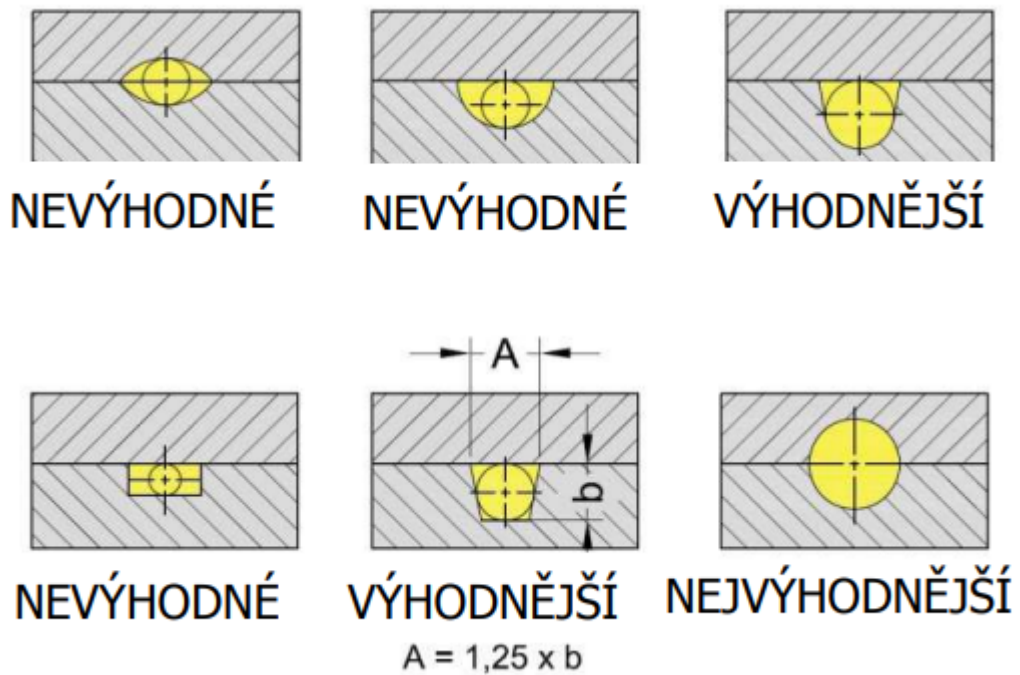 NEVÝHODNÉ
NEVÝHODNÉ
VÝHODNĚJŠÍ
A
b
NEVÝHODNÉ
VÝHODNĚJŠÍ
NEJVÝHODNĚJŠÍ
A = 1,25 x b